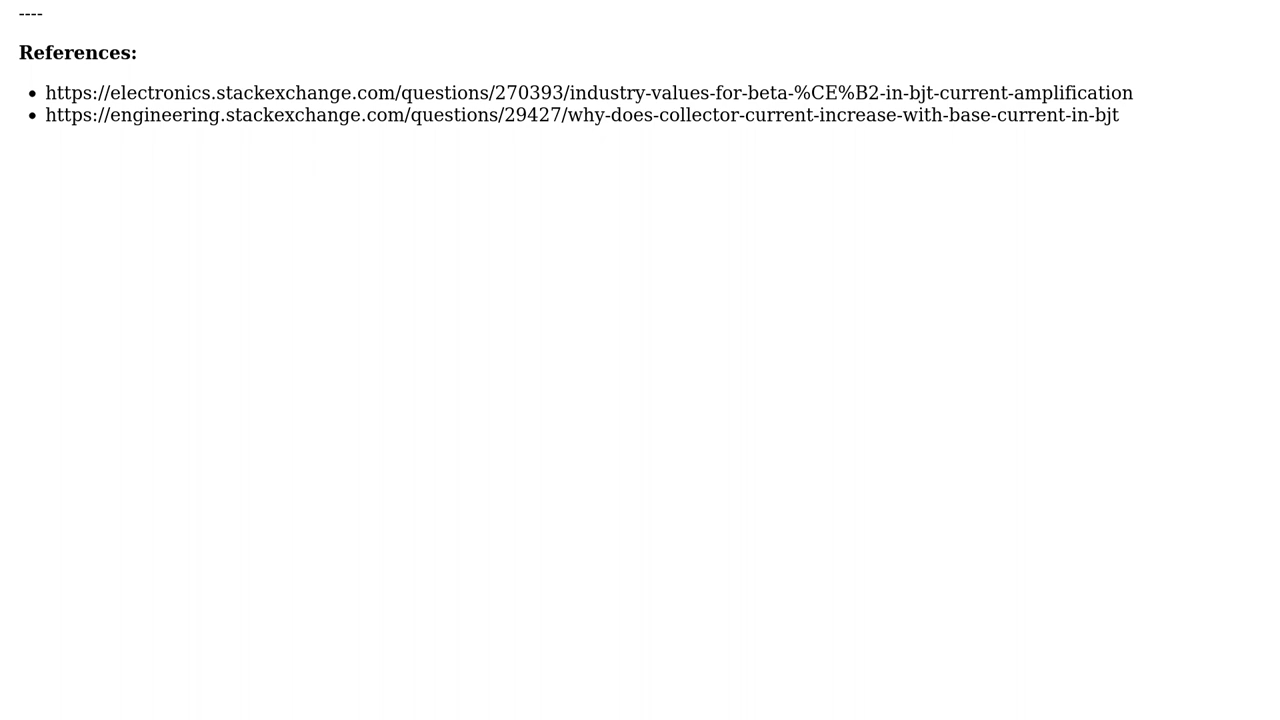 ----
References:
• https://electronics.stackexchange.com/questions/270393/industry-values-for-beta-%CE%B2-in-bjt-current-amplification
• https://engineering.stackexchange.com/questions/29427/why-does-collector-current-increase-with-base-current-in-bjt